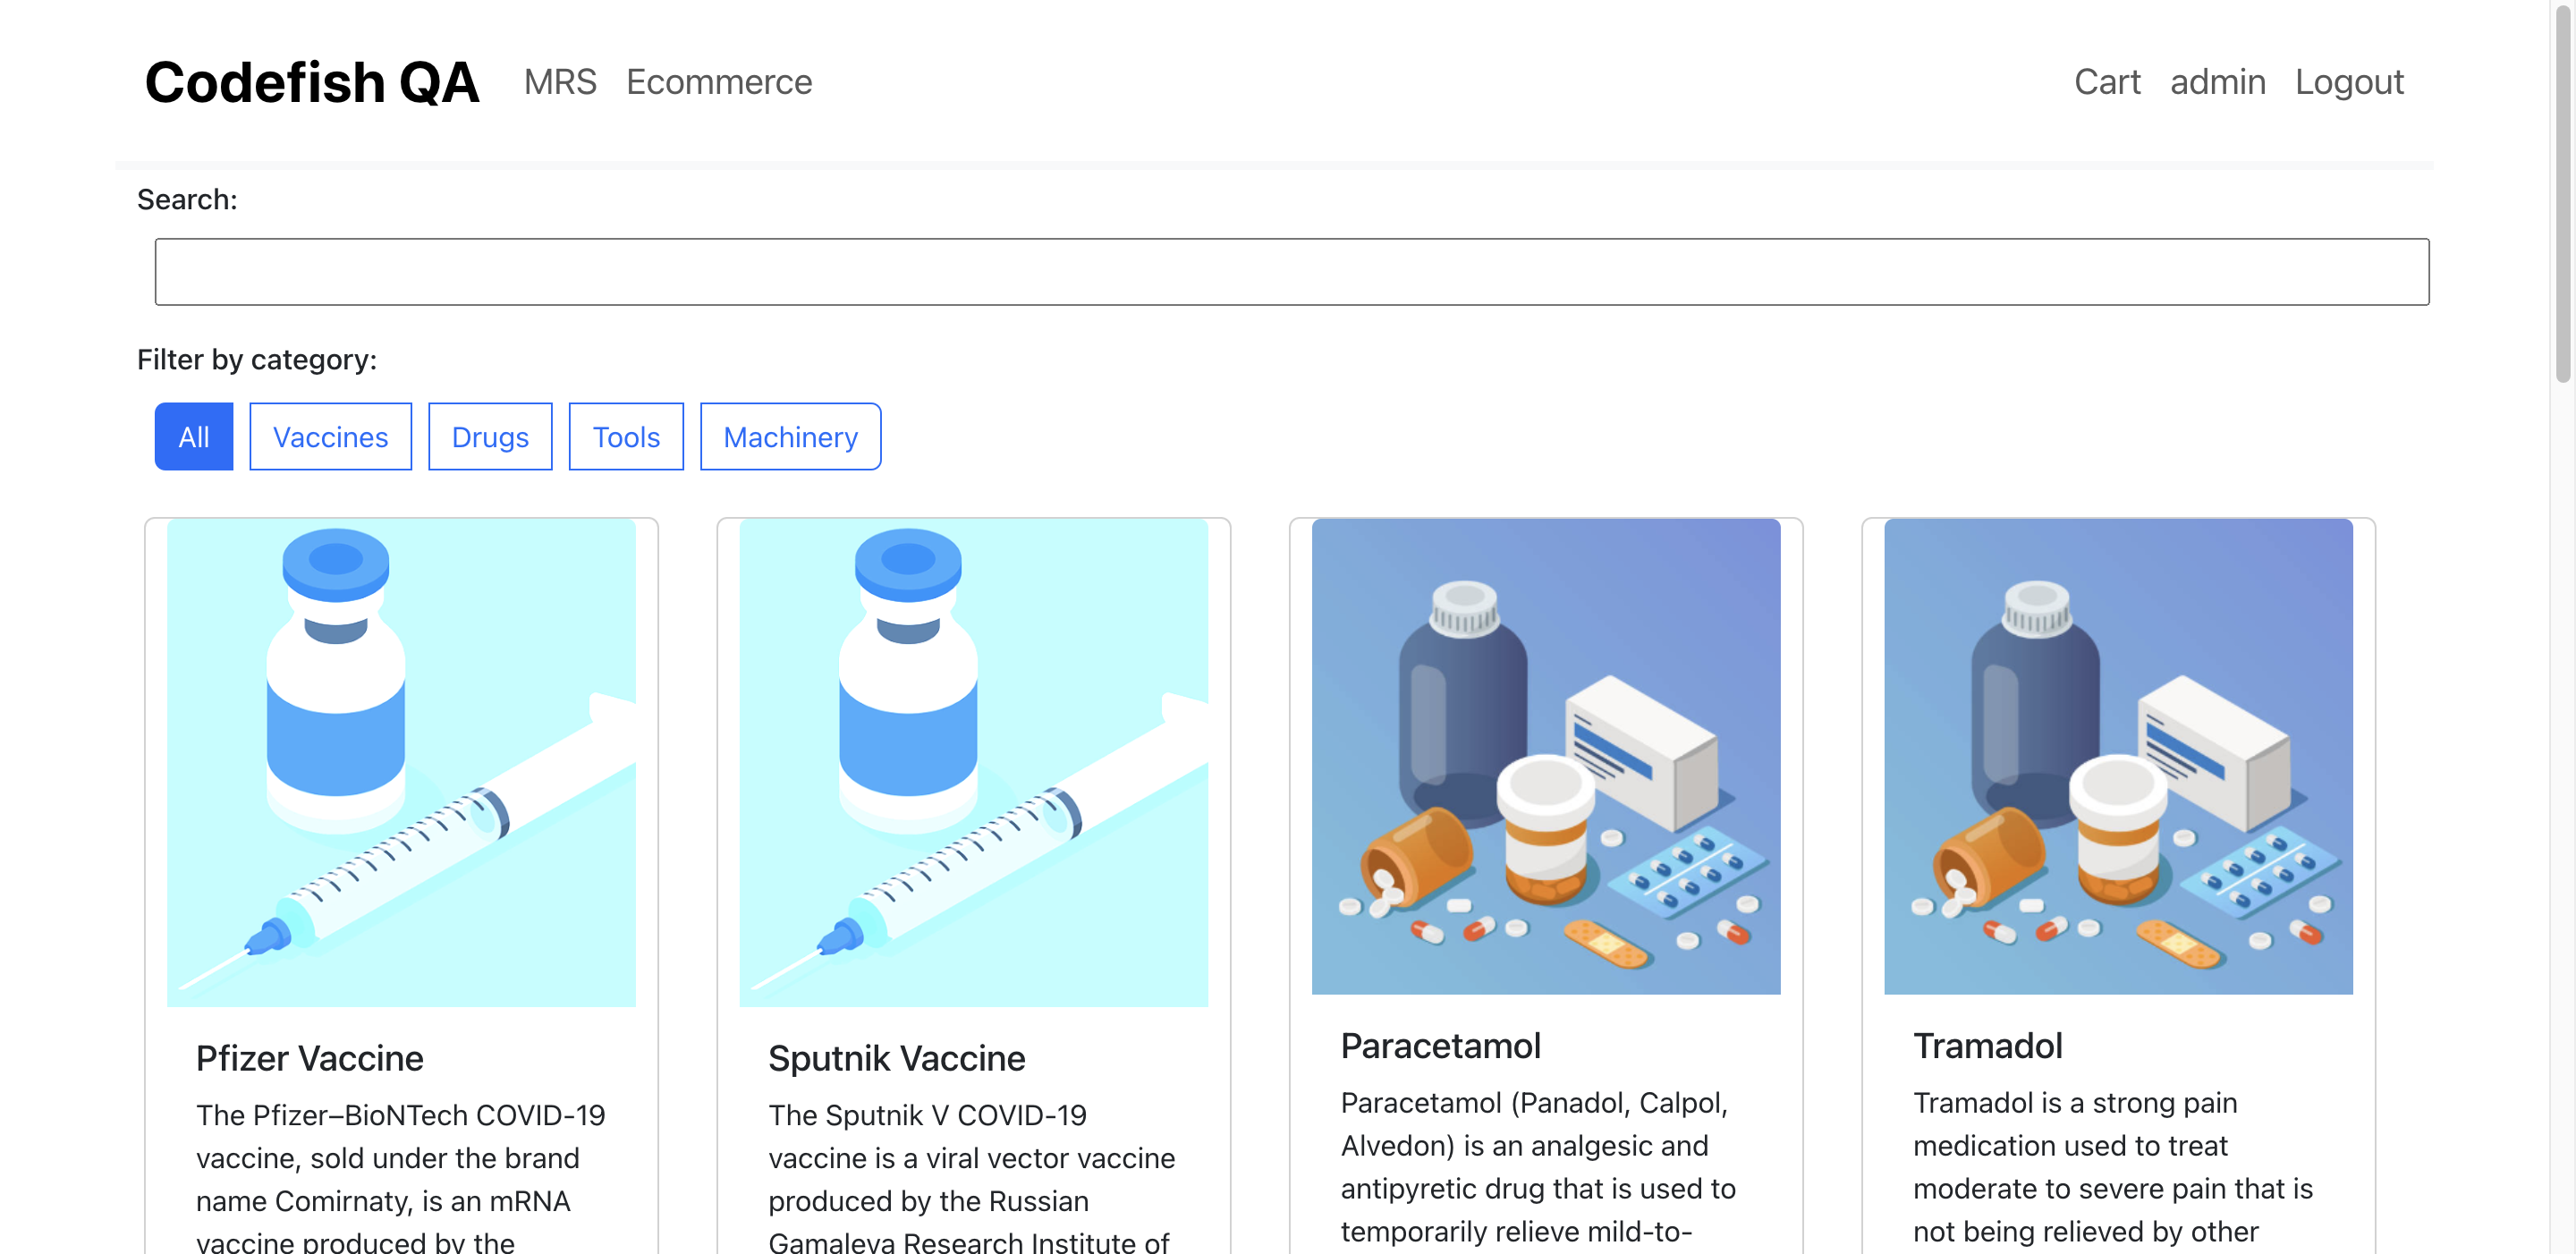 Codefish QA MRS Ecommerce Cart admin Logout
Search:
Filter by category:
All Vaccines Drugs Tools Machinery
Pfizer Vaccine
The Pfizer–BioNTech COVID-19
vaccine, sold under the brand
name Comirnaty, is an mRNA
vaccine produced by the
Sputnik Vaccine
The Sputnik V COVID-19
vaccine is a viral vector vaccine
produced by the Russian
Gamaleya Research Institute of
Paracetamol
Paracetamol (Panadol, Calpol,
Alvedon) is an analgesic and
antipyretic drug that is used to
temporarily relieve mild-to-
Tramadol
Tramadol is a strong pain
medication used to treat
moderate to severe pain that is
not being relieved by other